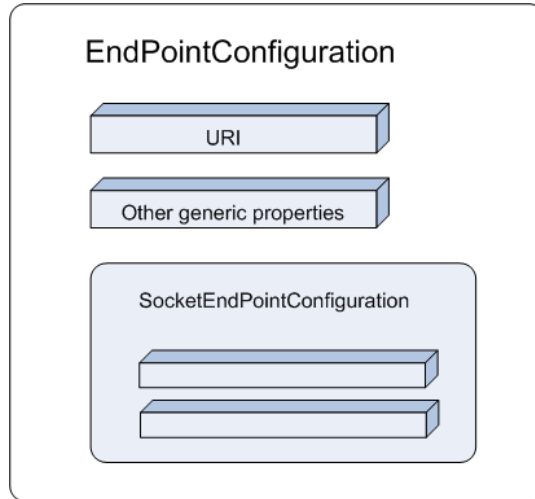 EndPointConfiguration
URI
Other generic properties
SocketEndPointConfiguration